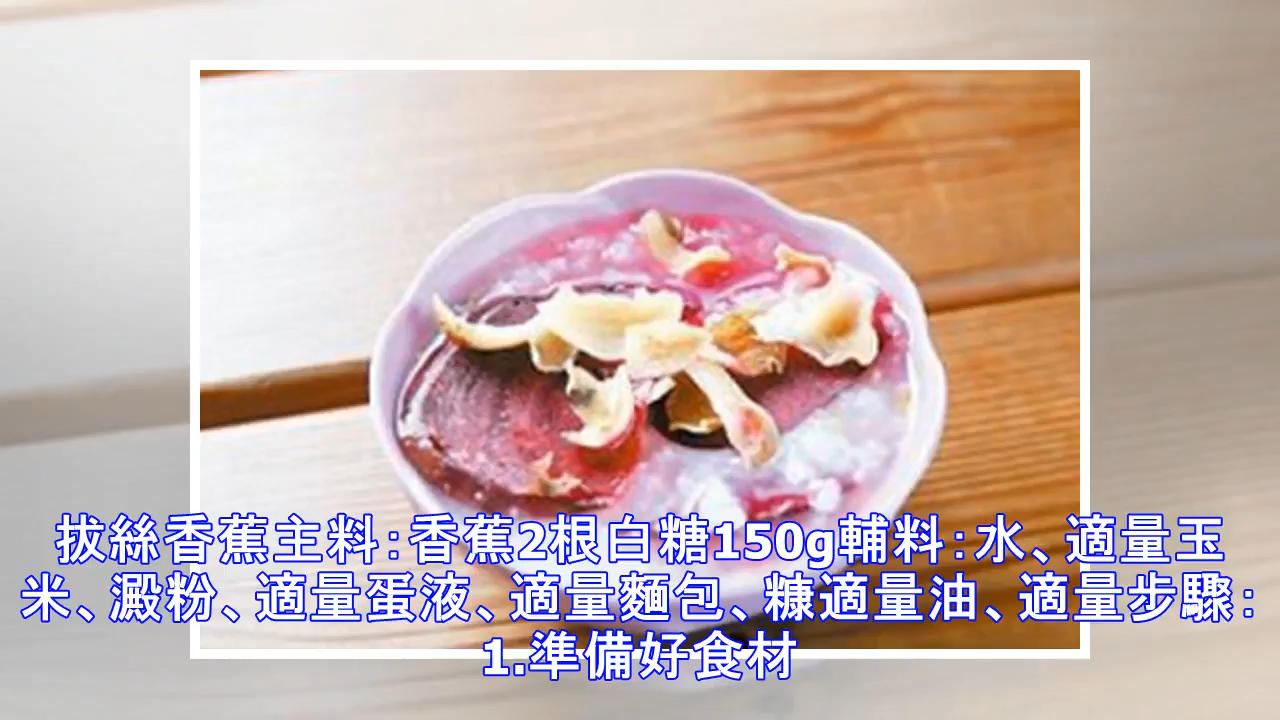 拔絲香蕉主料：香蕉2根白糖150g輔料：水、適量玉
米、澱粉、適量蛋液、適量麵包、糠適量油、適量步驟：
1.準備好食材